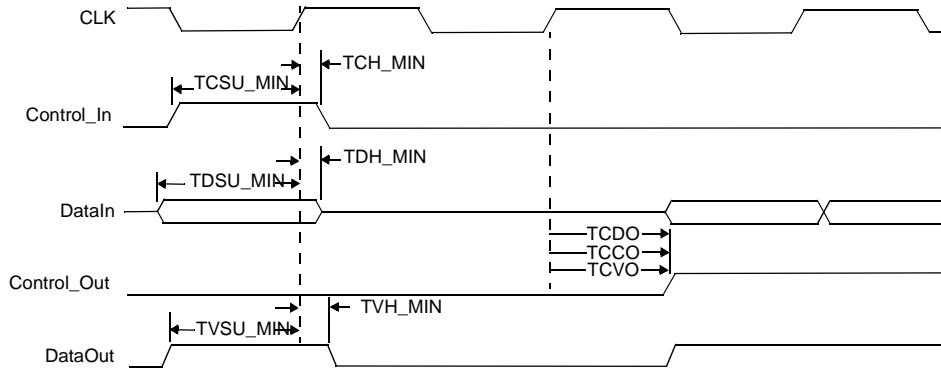 CLK
TCH_MIN
TCSU_MIN
Control_In
TDH_MIN
TDSU_MIN
DataIn
TCDO
TCCO
TCVO
Control_Out
TVH_MIN
TVSU_MIN
DataOut